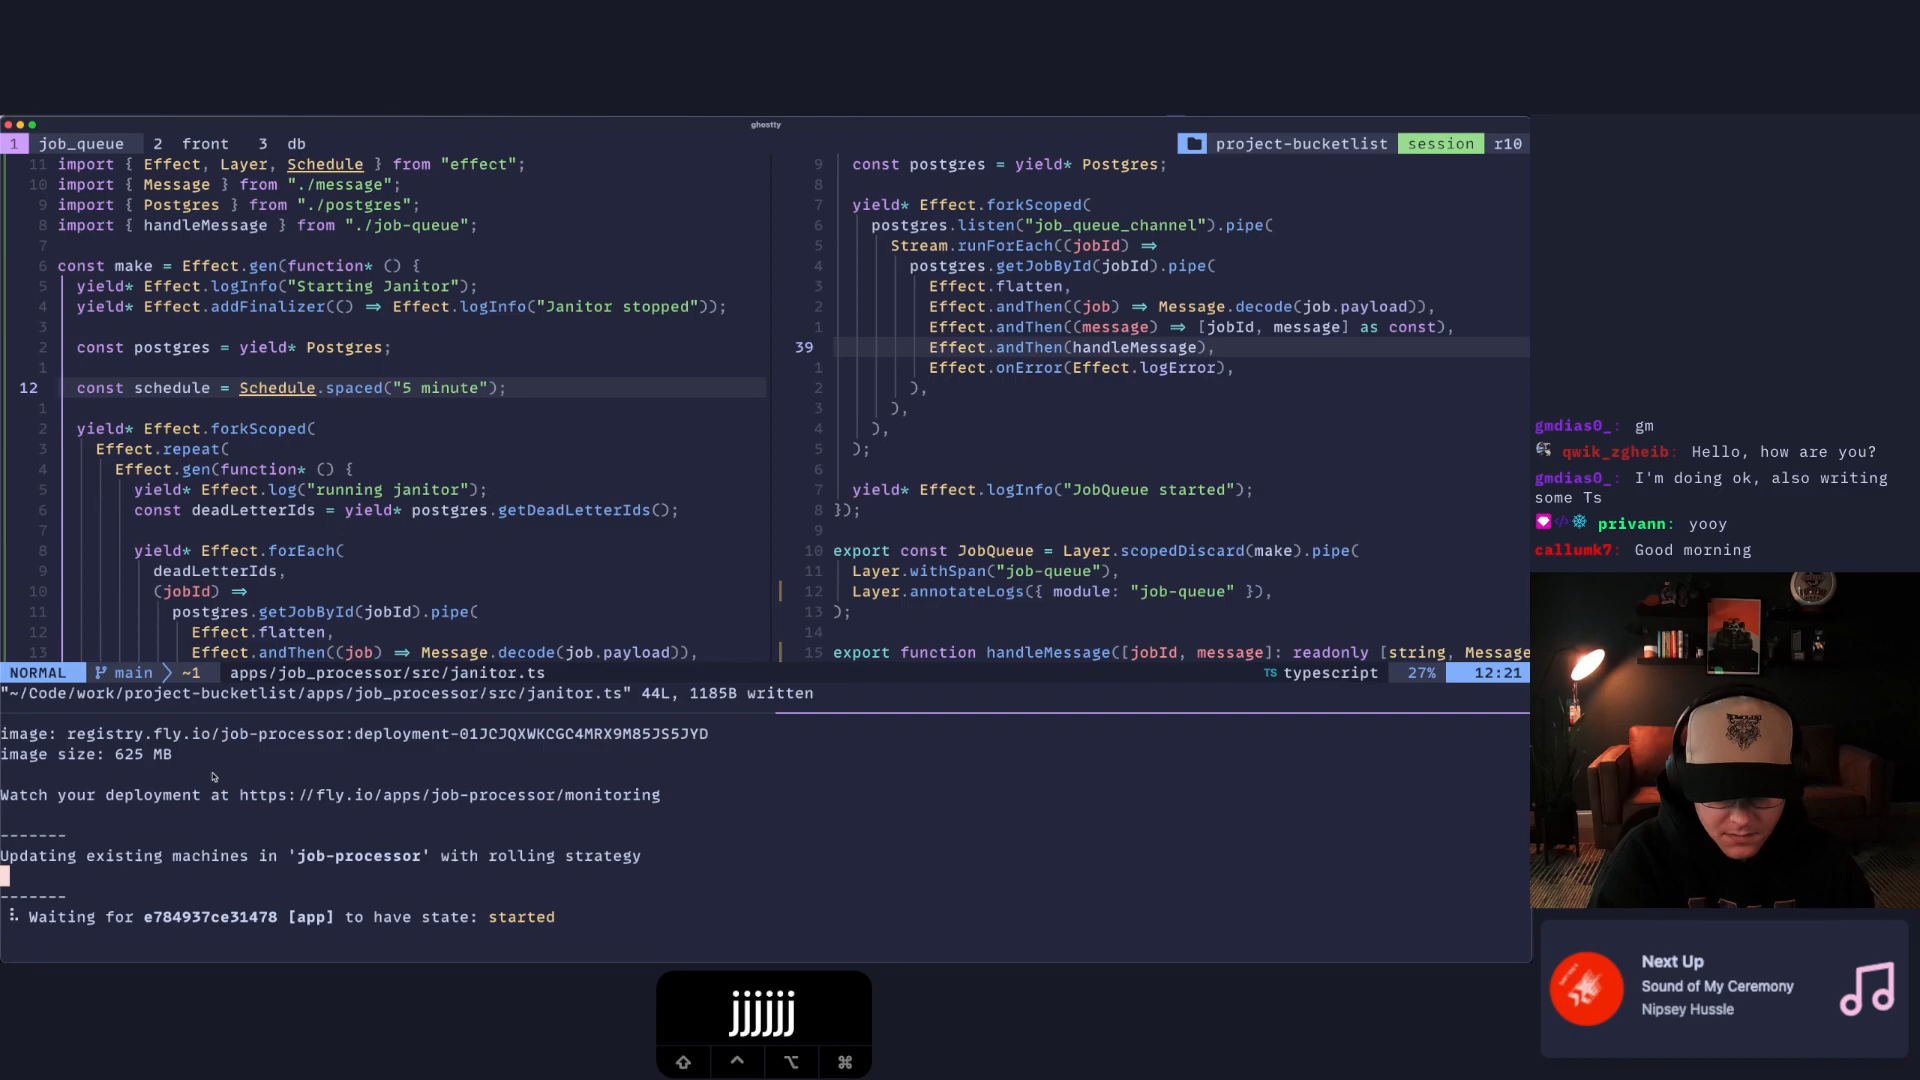 ghostty
1 job_queue 2 front 3 db
project-bucketlist session r10
11 import { Effect, Layer, Schedule } from "effect";
10 import { Message } from "./message";
9 import { Postgres } from "./postgres";
8 import { handleMessage } from "./job-queue";
7
6 const make = Effect.gen(function* () {
5 yield* Effect.logInfo("Starting Janitor");
4 yield* Effect.addFinalizer(() => Effect.logInfo("Janitor stopped"));
3
2 const postgres = yield* Postgres;
1
12 const schedule = Schedule.spaced("5 minute");
1
2 yield* Effect.forkScoped(
3 Effect.repeat(
4 Effect.gen(function* () {
5 yield* Effect.log("running janitor");
6 const deadLetterIds = yield* postgres.getDeadLetterIds();
7
8 yield* Effect.forEach(
9 deadLetterIds,
10 (jobId) =>
11 postgres.getJobById(jobId).pipe(
12 Effect.flatten,
13 Effect.andThen((job) => Message.decode(job.payload)),
9 const postgres = yield* Postgres;
8
7 yield* Effect.forkScoped(
6 postgres.listen("job_queue_channel").pipe(
5 Stream.runForEach((jobId) =>
4 postgres.getJobById(jobId).pipe(
3 Effect.flatten,
2 Effect.andThen((job) => Message.decode(job.payload)),
1 Effect.andThen((message) => [jobId, message] as const),
39 Effect.andThen(handleMessage),
1 Effect.onError(Effect.logError),
2 ),
3 ),
4 ),
5 );
6
7 yield* Effect.logInfo("JobQueue started");
8 });
9
10 export const JobQueue = Layer.scopedDiscard(make).pipe(
11 Layer.withSpan("job-queue"),
12 Layer.annotateLogs({ module: "job-queue" }),
13 );
14
15 export function handleMessage([jobId, message]: readonly [string, Message
NORMAL main ~1 apps/job_processor/src/janitor.ts TS typescript 27% 12:21
"~/Code/work/project-bucketlist/apps/job_processor/src/janitor.ts" 44L, 1185B written
image: registry.fly.io/job-processor:deployment-01JCJQXWKCGC4MRX9M85JS5JYD
image size: 625 MB
Watch your deployment at https://fly.io/apps/job-processor/monitoring
-------
Updating existing machines in 'job-processor' with rolling strategy
-------
Waiting for e784937ce31478 [app] to have state: started
jjjjjj
gmdias0_: gm
qwik_zgheib: Hello, how are you?
gmdias0_: I'm doing ok, also writing
some Ts
privann: yooy
callumk7: Good morning
Next Up
Sound of My Ceremony
Nipsey Hussle